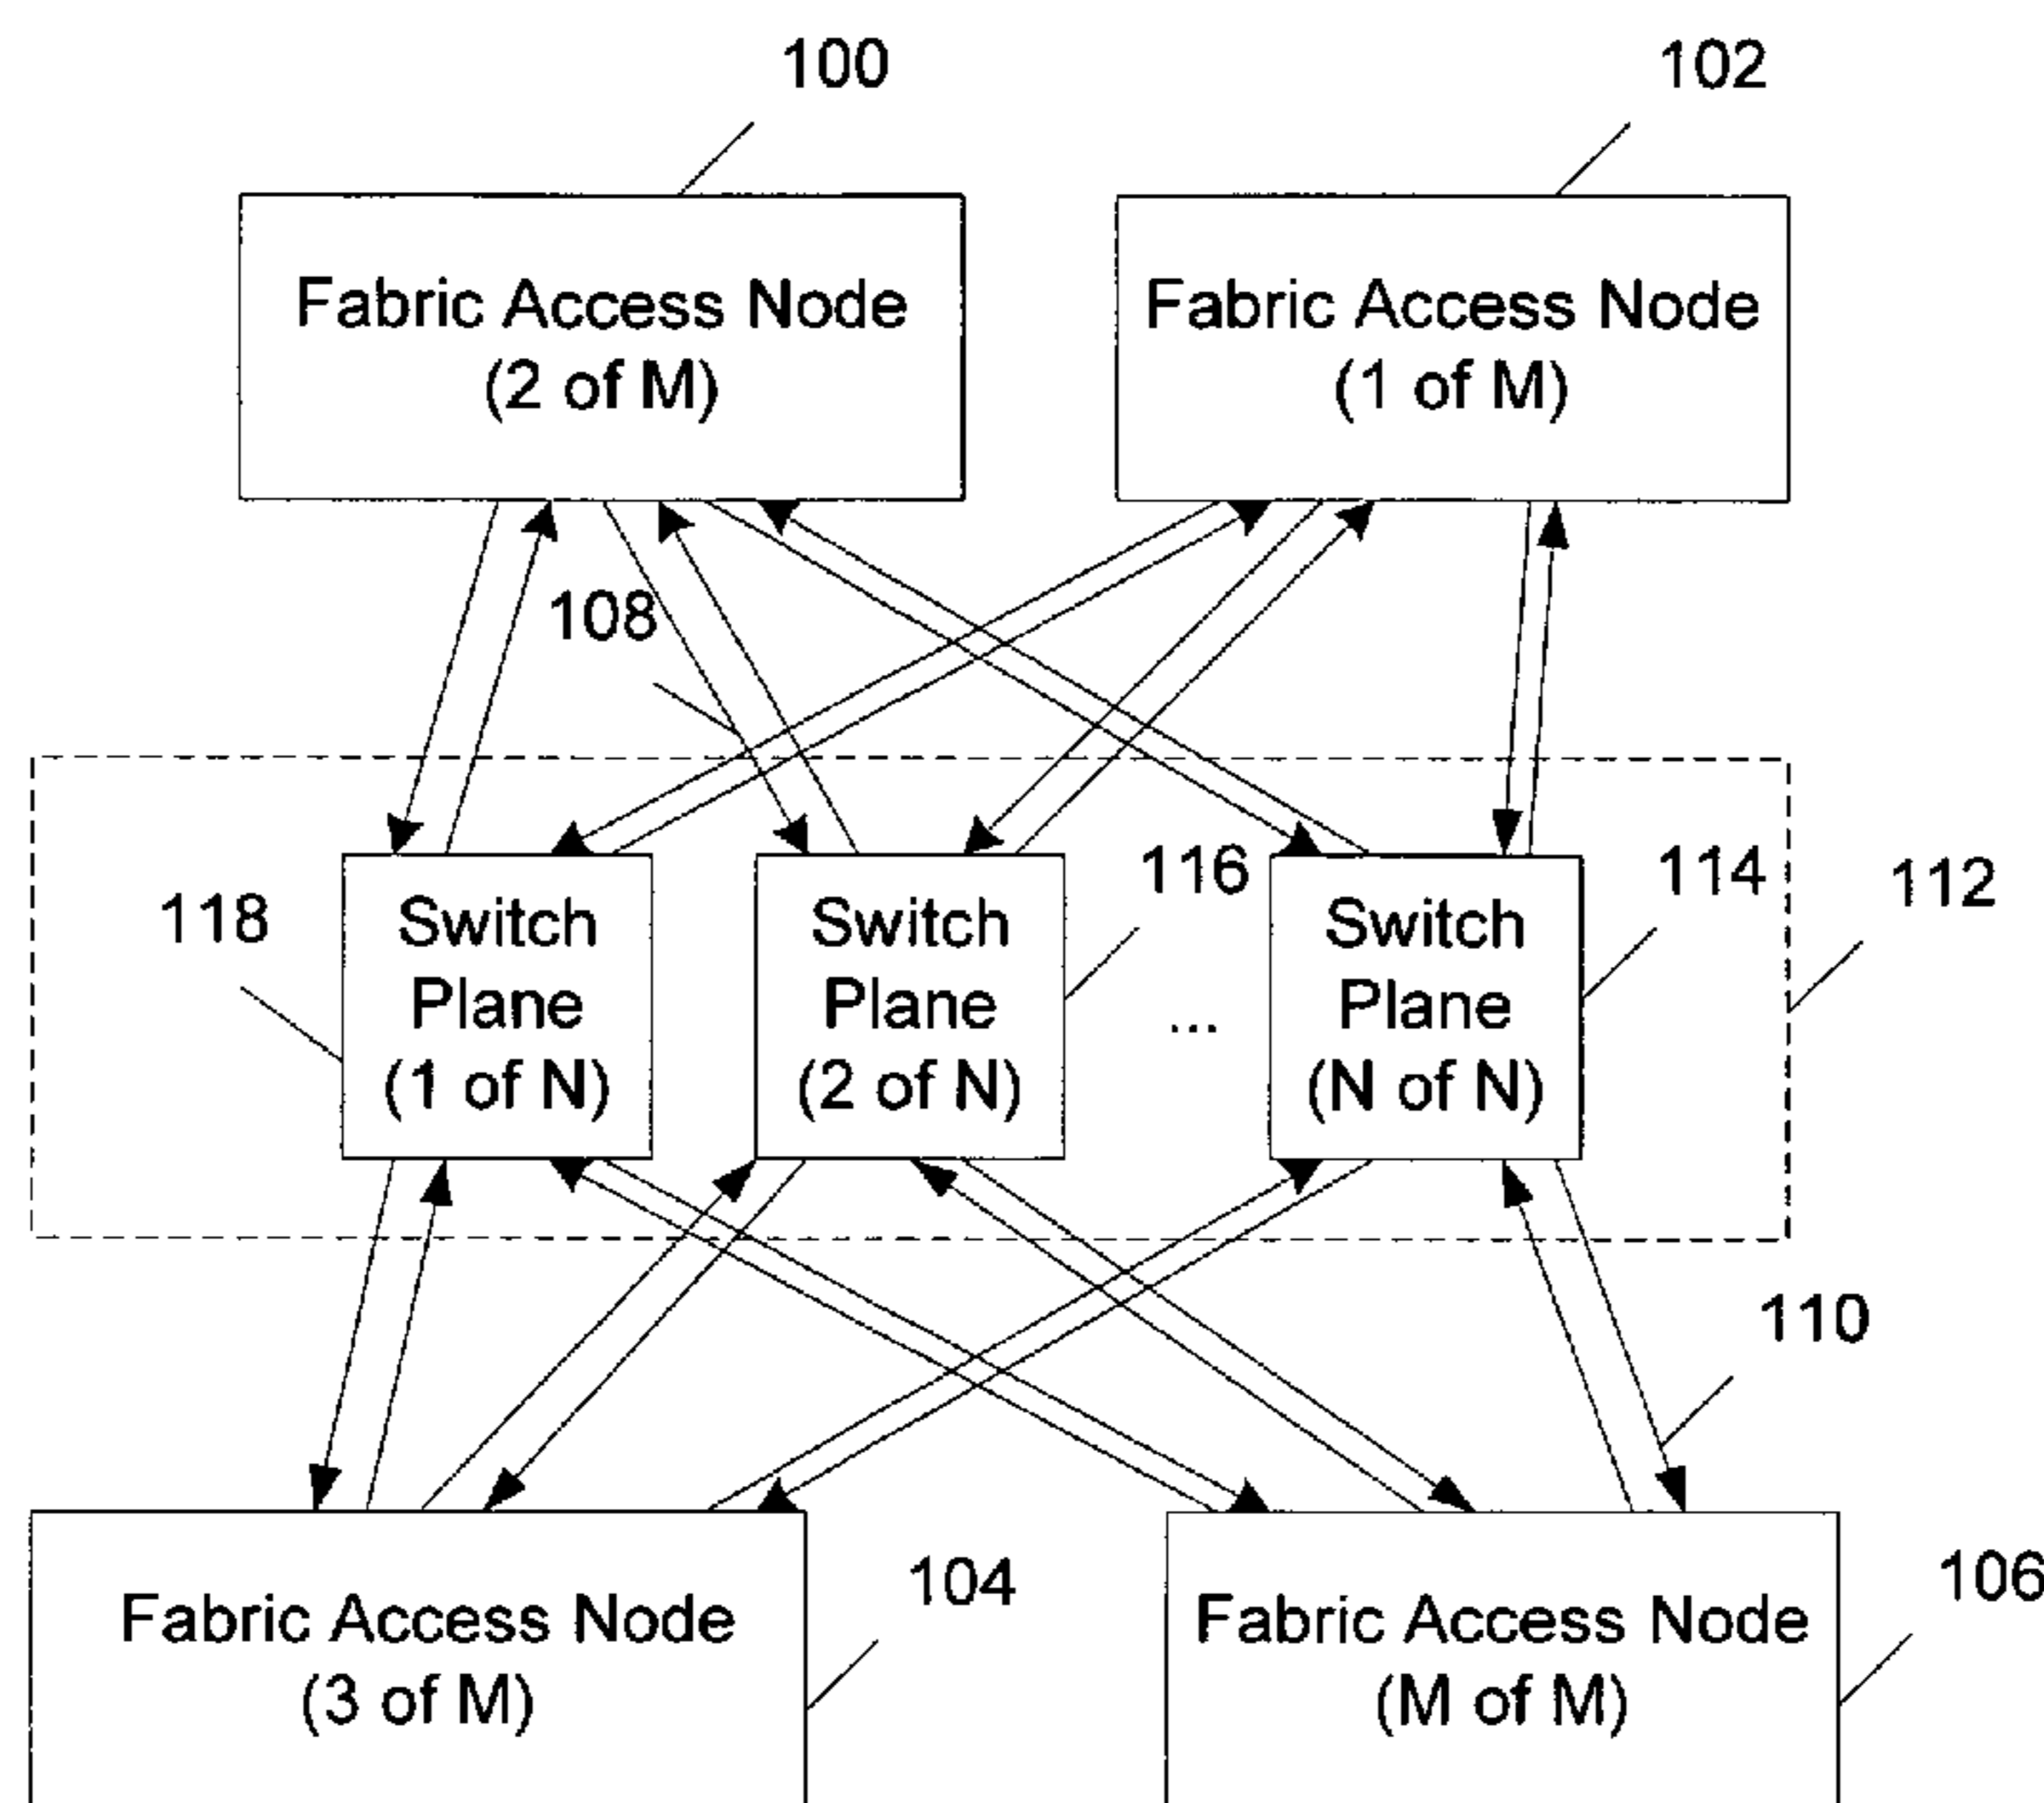 100
102
Fabric Access Node
(2 of M)
Fabric Access Node
(1 of M)
108
118
Switch
Plane
(1 of N)
Switch
Plane
(2 of N)
116
...
Switch
Plane
(N of N)
114
112
110
Fabric Access Node
(3 of M)
104
Fabric Access Node
(M of M)
106